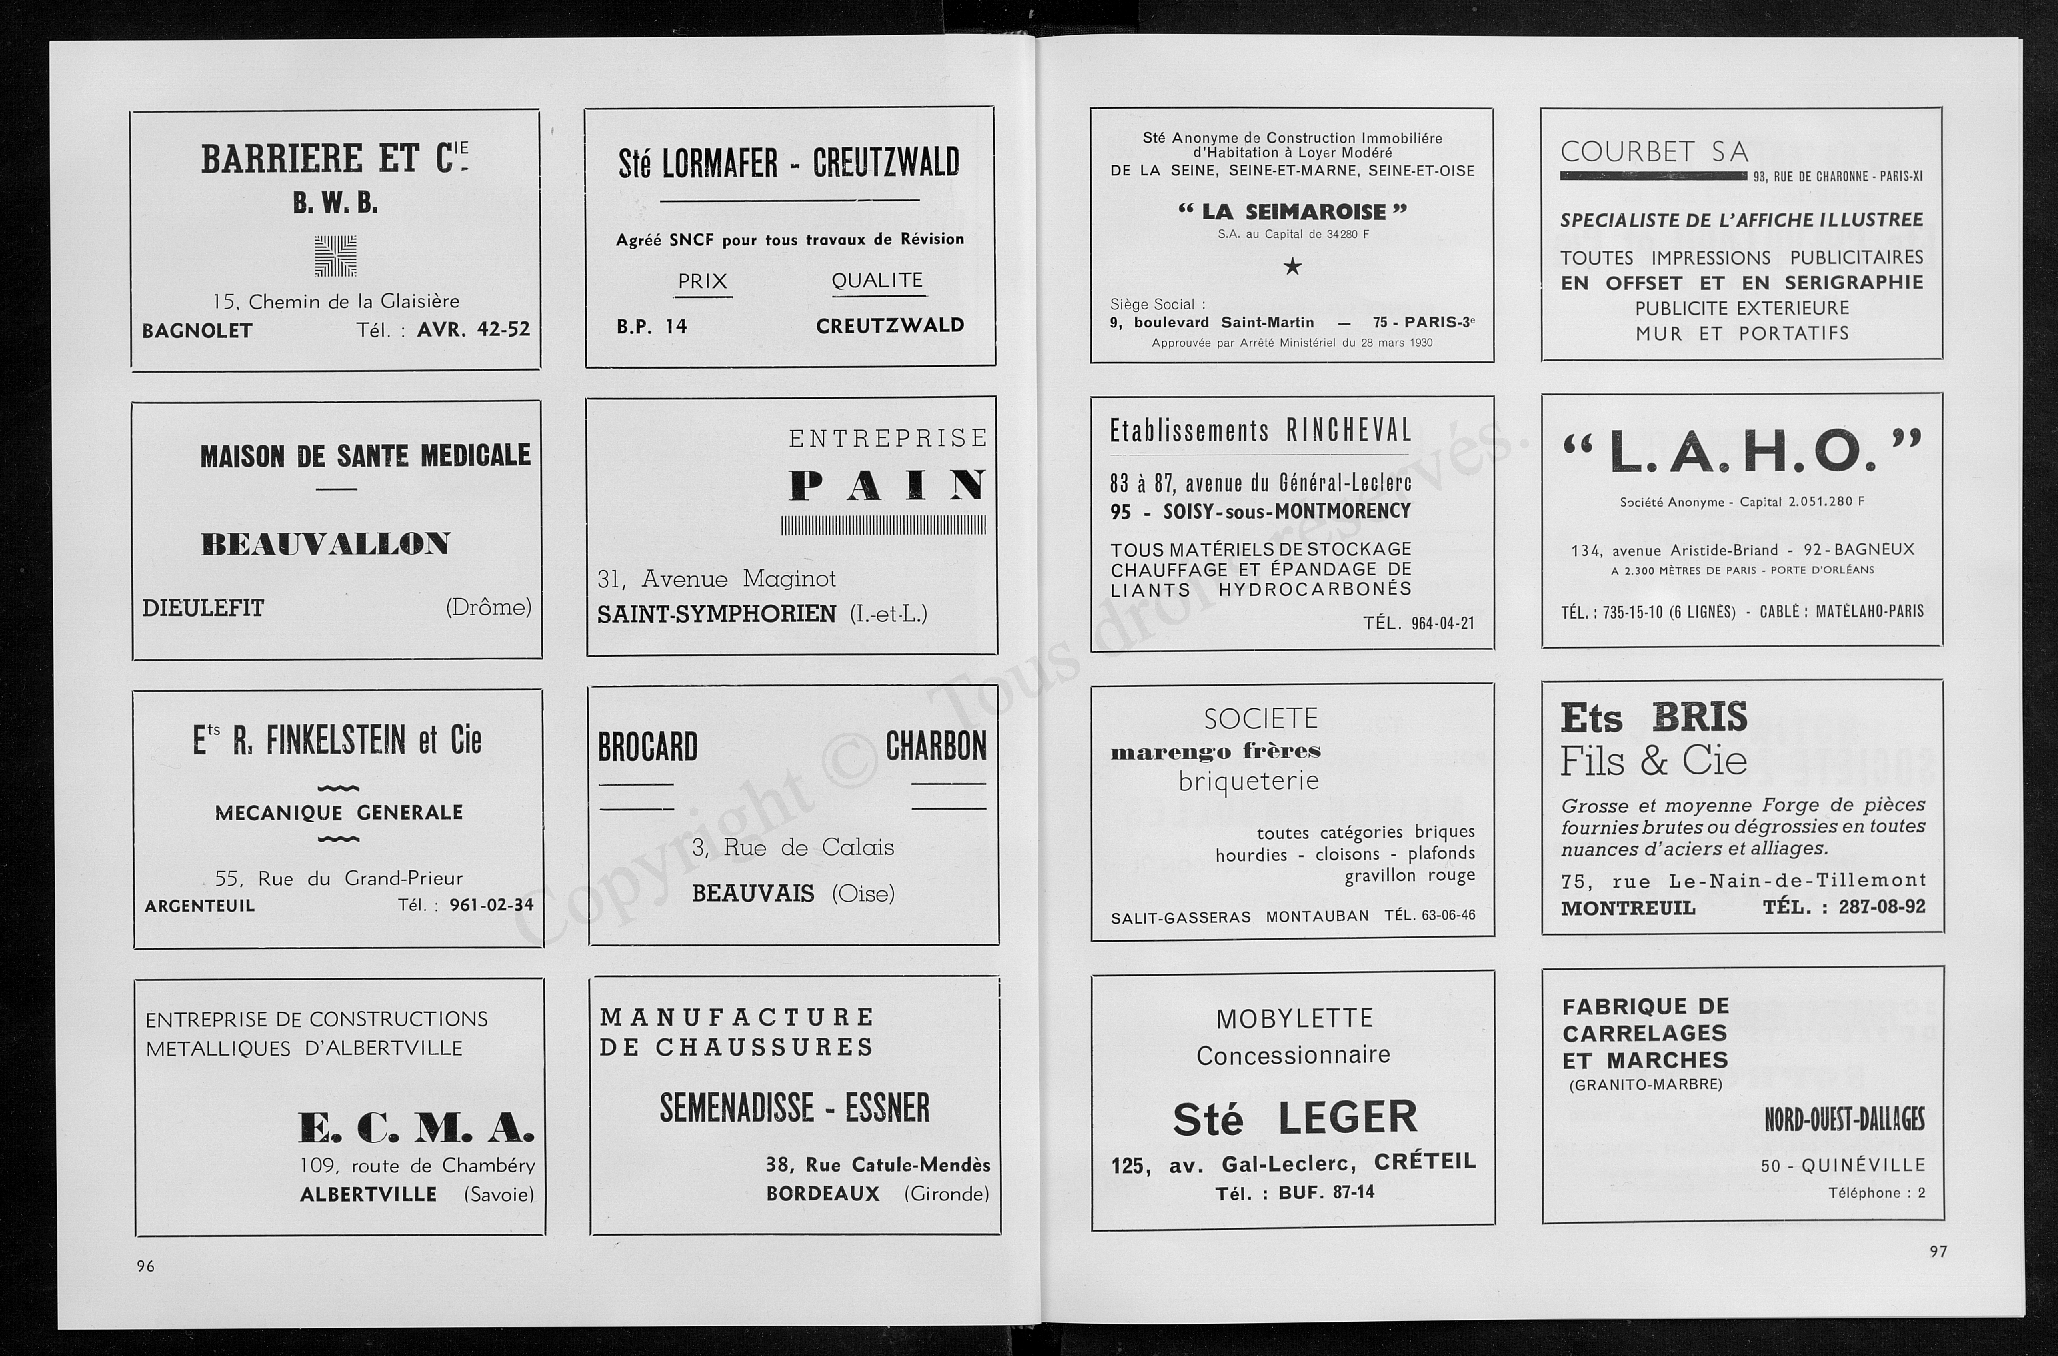 BARRIERE ET CIE
B. W. B.
15, Chemin de la Glaisière
BAGNOLET Tél. : AVR. 42-52
Sté LORMAFER - CREUTZWALD
Agréé SNCF pour tous travaux de Révision
PRIX QUALITE
B.P. 14 CREUTZWALD
MAISON DE SANTE MEDICALE
BEAUVALLON
DIEULEFIT (Drôme)
ENTREPRISE
PAIN
31, Avenue Maginot
SAINT-SYMPHORIEN (I.-et-L.)
Ets R. FINKELSTEIN et Cie
MECANIQUE GENERALE
55, Rue du Grand-Prieur
ARGENTEUIL Tél. : 961-02-34
BROCARD CHARBON
3, Rue de Calais
BEAUVAIS (Oise)
ENTREPRISE DE CONSTRUCTIONS
METALLIQUES D'ALBERTVILLE
E. C. M. A.
109, route de Chambéry
ALBERTVILLE (Savoie)
MANUFACTURE
DE CHAUSSURES
SEMENADISSE - ESSNER
38, Rue Catule-Mendès
BORDEAUX (Gironde)
96
Sté Anonyme de Construction Immobiliére
d'Habitation à Loyer Modéré
DE LA SEINE, SEINE-ET-MARNE, SEINE-ET-OISE
“ LA SEIMAROISE ”
S.A. au Capital de 34280 F
Siège Social :
9, boulevard Saint-Martin — 75 - PARIS-3e
Approuvée par Arrêté Ministériel du 28 mars 1930
COURBET SA
93, RUE DE CHARONNE - PARIS-XI
SPECIALISTE DE L'AFFICHE ILLUSTREE
TOUTES IMPRESSIONS PUBLICITAIRES
EN OFFSET ET EN SERIGRAPHIE
PUBLICITE EXTERIEURE
MUR ET PORTATIFS
Etablissements RINCHEVAL
83 à 87, avenue du Général-Leclerc
95 - SOISY-sous-MONTMORENCY
TOUS MATÉRIELS DE STOCKAGE
CHAUFFAGE ET ÉPANDAGE DE
LIANTS HYDROCARBONÉS
TÉL. 964-04-21
“ L. A. H. O. ”
Société Anonyme - Capital 2.051.280 F
134, avenue Aristide-Briand - 92 - BAGNEUX
A 2.300 MÈTRES DE PARIS - PORTE D'ORLÉANS
TÉL. : 735-15-10 (6 LIGNES) - CABLE : MATÉLAHO-PARIS
SOCIETE
marengo frères
briqueterie
toutes catégories briques
hourdies - cloisons - plafonds
gravillon rouge
SALIT-GASSERAS MONTAUBAN TÉL. 63-06-46
Ets BRIS
Fils & Cie
Grosse et moyenne Forge de pièces
fournies brutes ou dégrossies en toutes
nuances d'aciers et alliages.
75, rue Le-Nain-de-Tillemont
MONTREUIL TÉL. : 287-08-92
MOBYLETTE
Concessionnaire
Sté LEGER
125, av. Gal-Leclerc, CRÉTEIL
Tél. : BUF. 87-14
FABRIQUE DE
CARRELAGES
ET MARCHES
(GRANITO-MARBRE)
NORD-OUEST-DALLAGES
50 - QUINÉVILLE
Téléphone : 2
97
Copyright © Tous droits réservés.